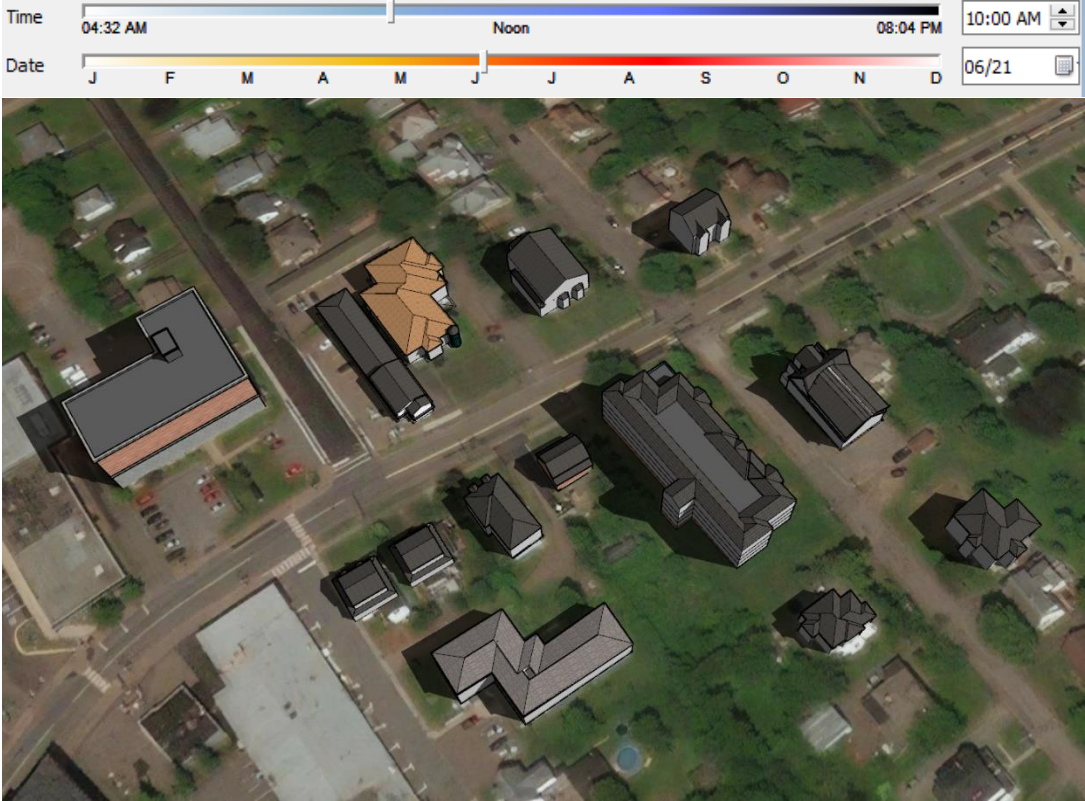 Time
04:32 AM Noon 08:04 PM
10:00 AM
Date
J F M A M J J A S O N D
06/21